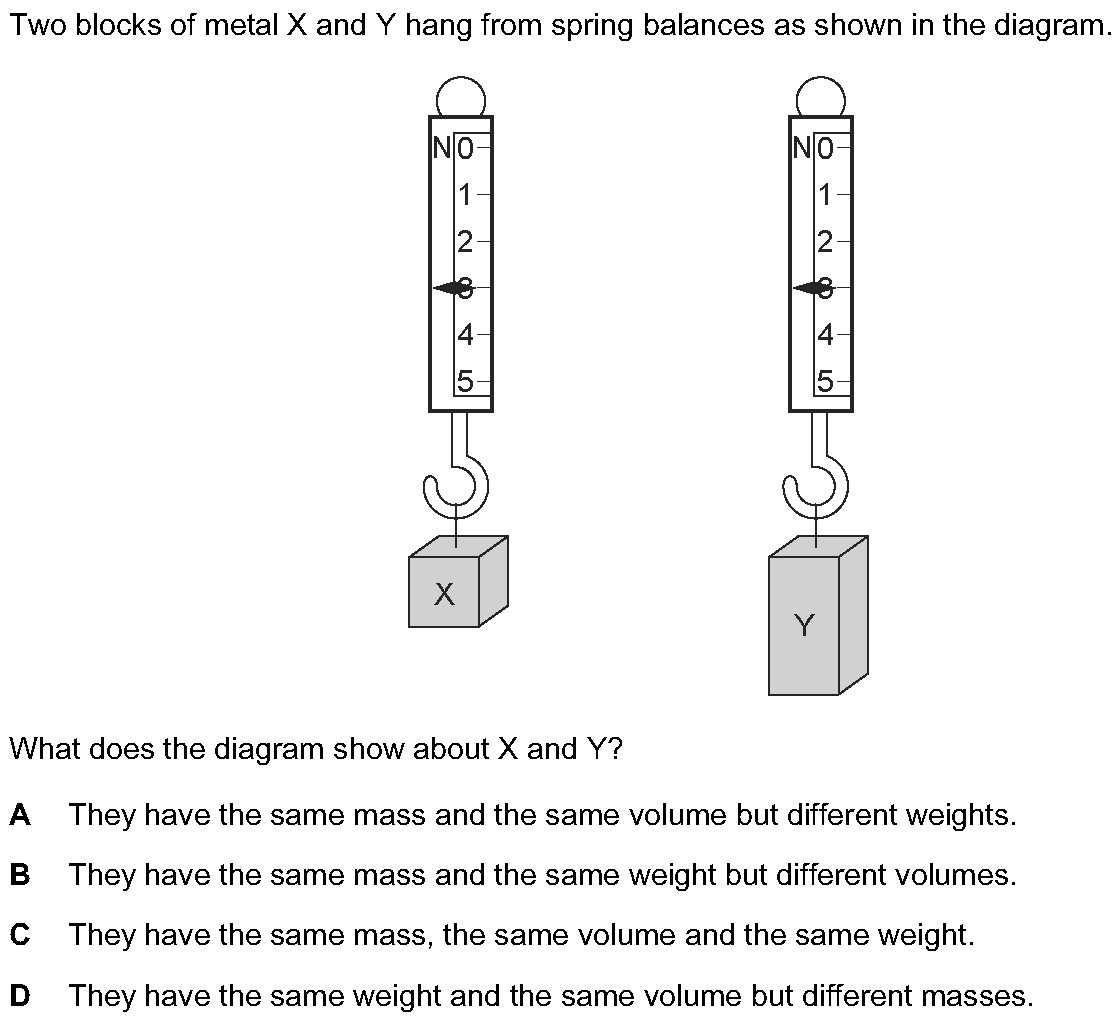 Two blocks of metal X and Y hang from spring balances as shown in the diagram.
N 0
1
2
3
4
5
N 0
1
2
3
4
5
X
Y
What does the diagram show about X and Y?
A They have the same mass and the same volume but different weights.
B They have the same mass and the same weight but different volumes.
C They have the same mass, the same volume and the same weight.
D They have the same weight and the same volume but different masses.